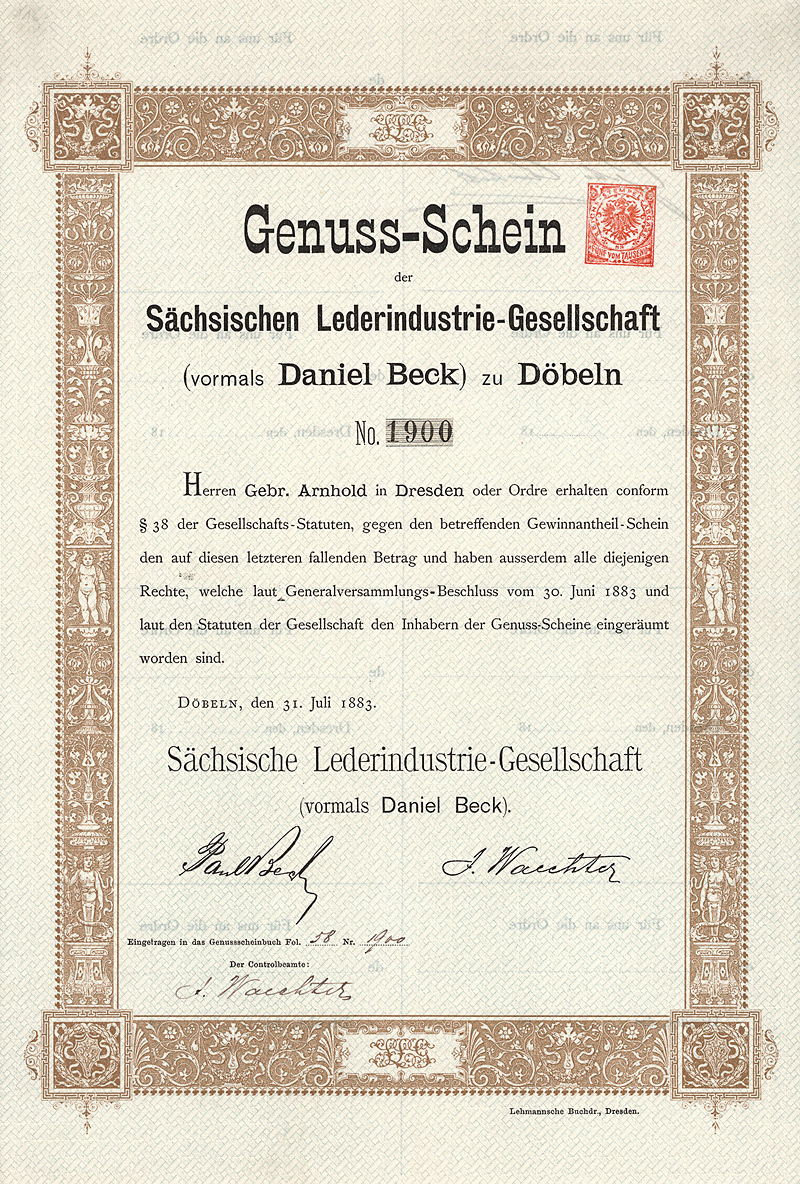 Genuss-Schein
der
Sächsischen Lederindustrie-Gesellschaft
(vormals Daniel Beck) zu Döbeln
No. 1900
Herren Gebr. Arnhold in Dresden oder Ordre erhalten conform
§ 38 der Gesellschafts-Statuten, gegen den betreffenden Gewinnantheil-Schein
den auf diesen letzteren fallenden Betrag und haben ausserdem alle diejenigen
Rechte, welche laut Generalversammlungs-Beschluss vom 30. Juni 1883 und
laut den Statuten der Gesellschaft den Inhabern der Genuss-Scheine eingeräumt
worden sind.
Döbeln, den 31. Juli 1883.
Sächsische Lederindustrie-Gesellschaft
(vormals Daniel Beck).
Paul Beck J. Waechter
Eingetragen in das Genussscheinbuch Fol. 58 Nr. 1900
Der Controlbeamte:
J. Waechter
Lehmannsche Buchdr., Dresden.